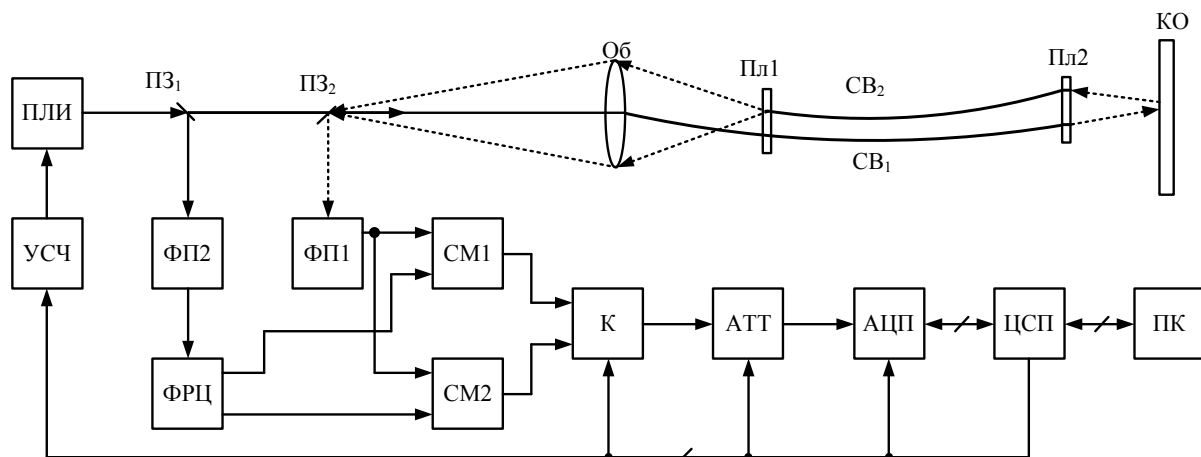 КО
Об
Пл2
ПЗ₁
ПЗ₂
Пл1
СВ₂
ПЛИ
СВ₁
УСЧ
ФП2
ФП1
СМ1
К
АТТ
АЦП
ЦСП
ПК
ФРЦ
СМ2